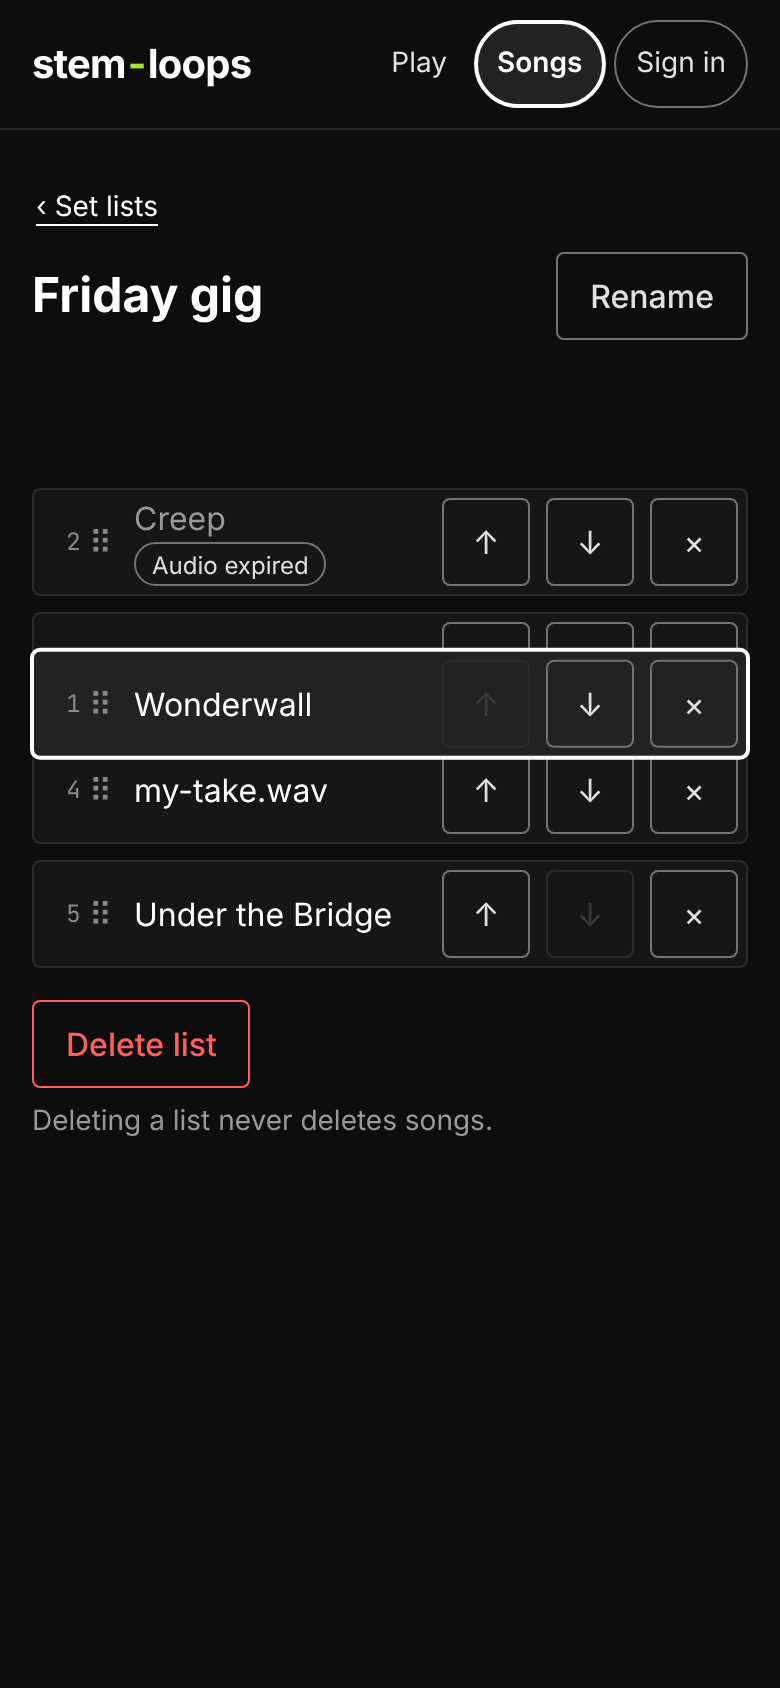 stem-loops
Play
Songs
Sign in
‹ Set lists
Friday gig
Rename
2
Creep
Audio expired
↑
↓
×
1
Wonderwall
↑
↓
×
4
my-take.wav
↑
↓
×
5
Under the Bridge
↑
↓
×
Delete list
Deleting a list never deletes songs.